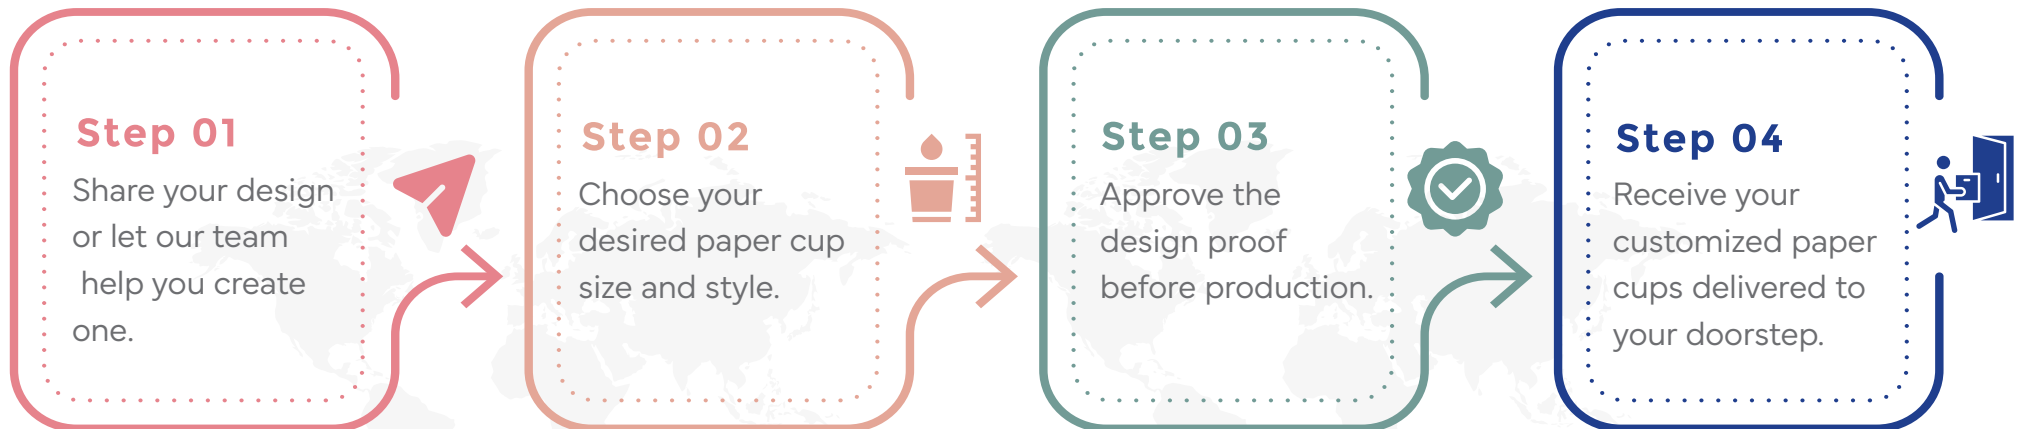 Step 01
Share your design
or let our team
help you create
one.
Step 02
Choose your
desired paper cup
size and style.
Step 03
Approve the
design proof
before production.
Step 04
Receive your
customized paper
cups delivered to
your doorstep.